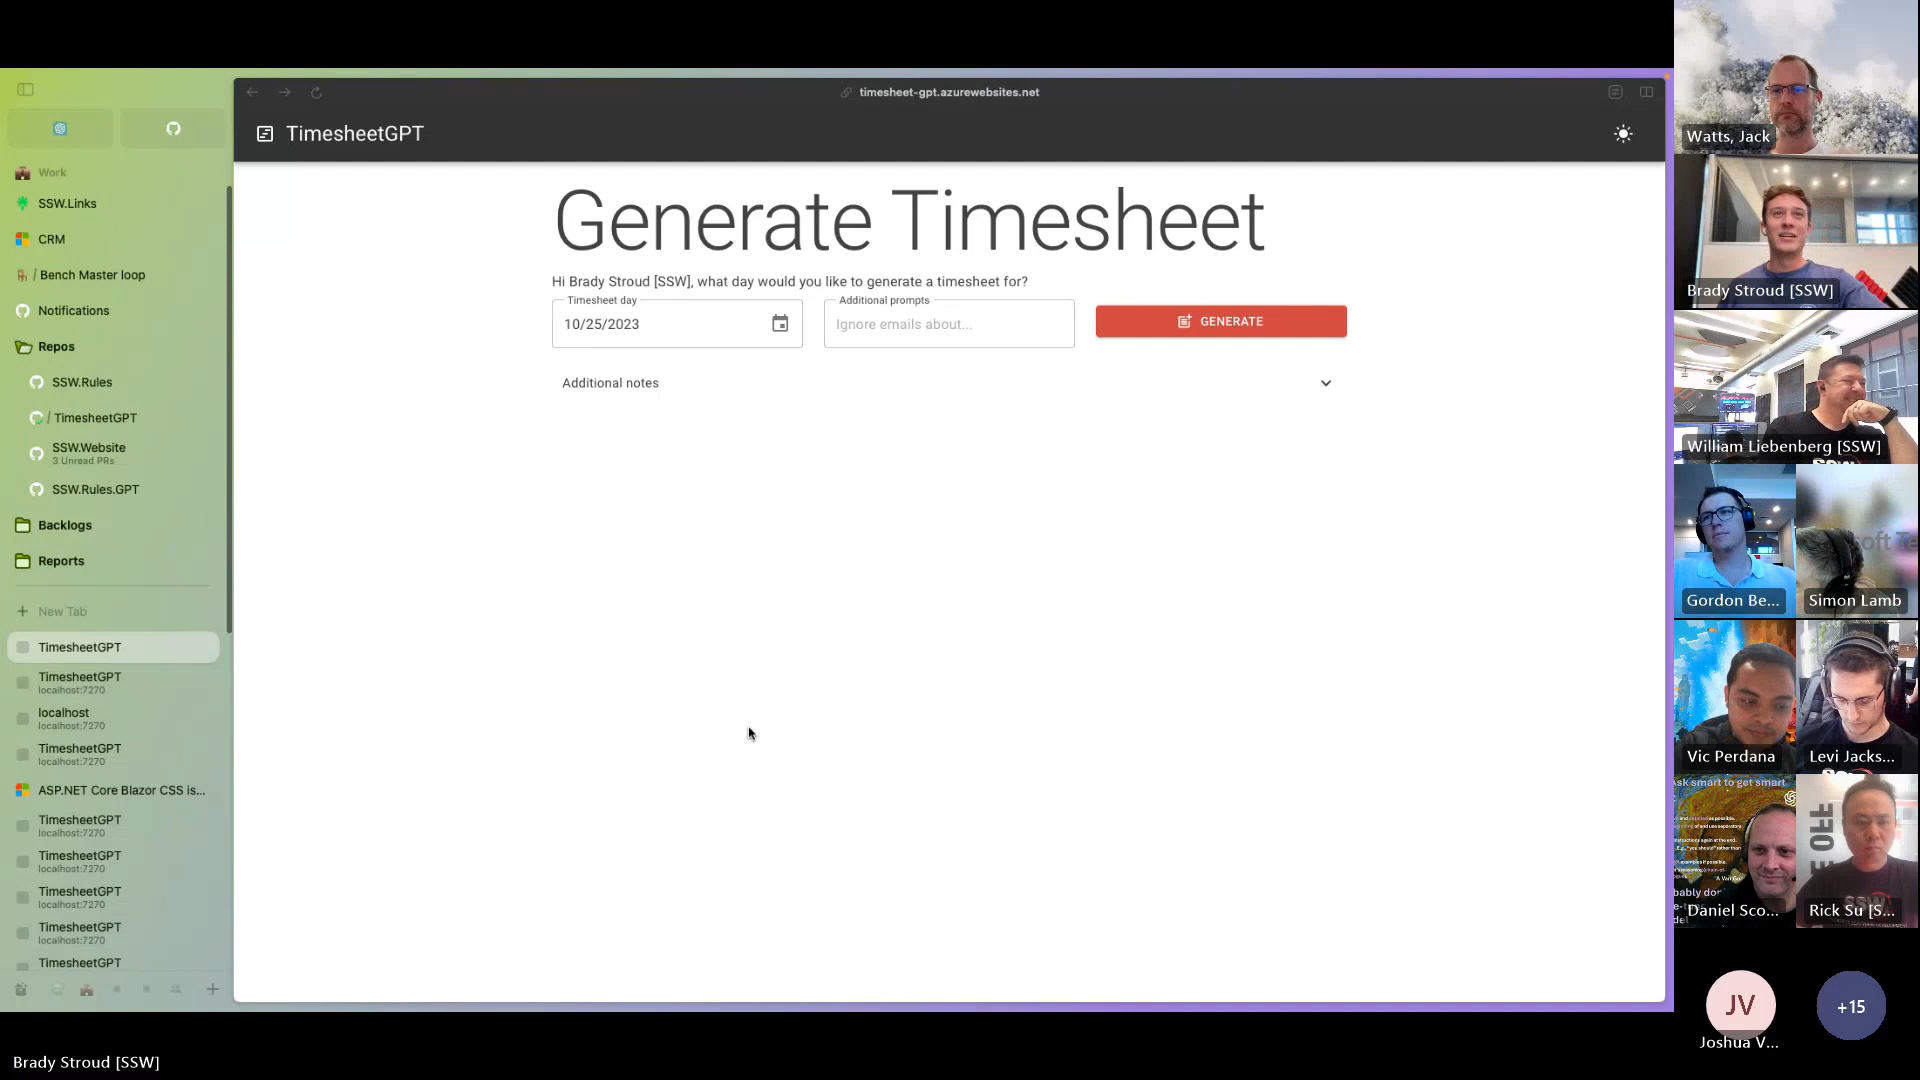 timesheet-gpt.azurewebsites.net
TimesheetGPT
Work
SSW.Links
CRM
/ Bench Master loop
Notifications
Repos
SSW.Rules
/ TimesheetGPT
SSW.Website
3 Unread PRs
SSW.Rules.GPT
Backlogs
Reports
New Tab
TimesheetGPT
TimesheetGPT
localhost:7270
localhost
localhost:7270
TimesheetGPT
localhost:7270
ASP.NET Core Blazor CSS is...
TimesheetGPT
localhost:7270
TimesheetGPT
localhost:7270
TimesheetGPT
localhost:7270
TimesheetGPT
localhost:7270
TimesheetGPT
Generate Timesheet
Hi Brady Stroud [SSW], what day would you like to generate a timesheet for?
Timesheet day
10/25/2023
Additional prompts
Ignore emails about...
GENERATE
Additional notes
Watts, Jack
Brady Stroud [SSW]
William Liebenberg [SSW]
Gordon Be...
Simon Lamb
Vic Perdana
Levi Jacks...
Ask smart to get smart
Daniel Sco...
Rick Su [S...
JV
Joshua V...
+15
Brady Stroud [SSW]